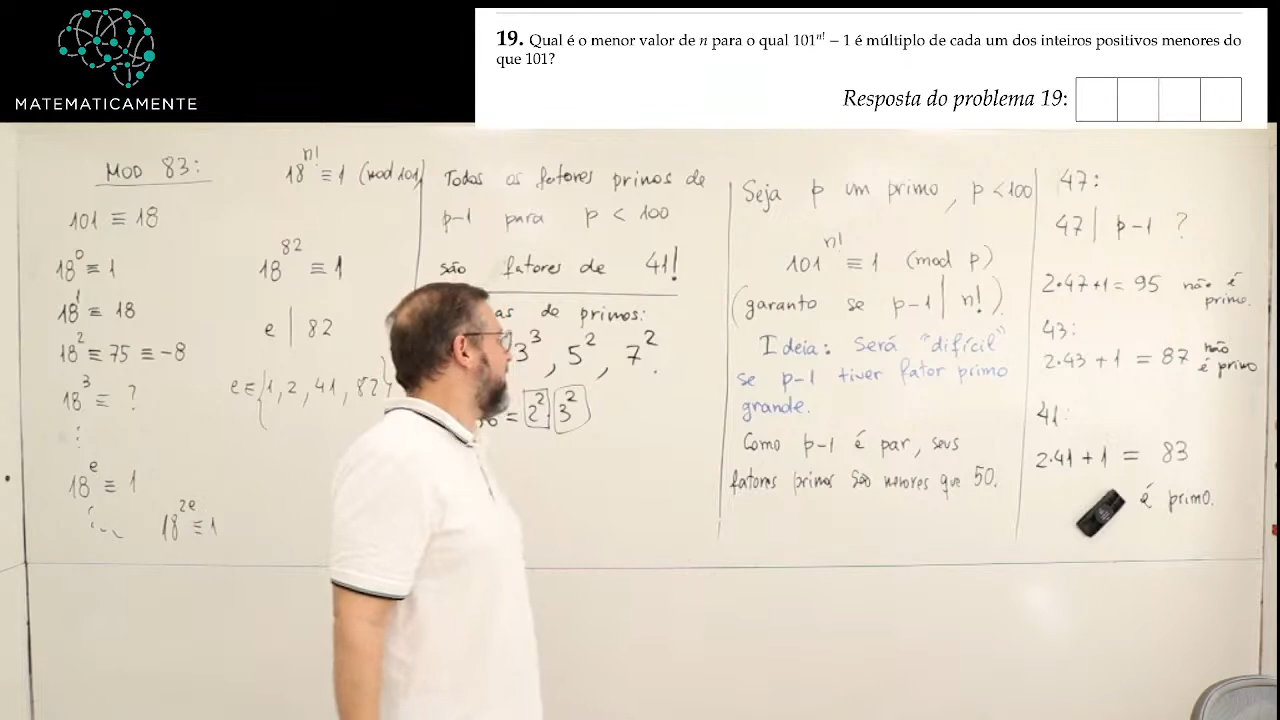 MATEMATICAMENTE
19. Qual é o menor valor de n para o qual 101^{n!} − 1 é múltiplo de cada um dos inteiros positivos menores do
que 101?
Resposta do problema 19:
MOD 83:
101 ≡ 18
18^0 ≡ 1
18^1 ≡ 18
18^2 ≡ 75 ≡ -8
18^3 ≡ ?
⋮
18^e ≡ 1
18^{2e} ≡ 1
18^{n!} ≡ 1 (mod 101)
18^{82} ≡ 1
e | 82
e ∈ {1, 2, 41, 82}
Todos os fatores primos de
p-1 para p < 100
são fatores de 41!
as de primos:
3^3, 5^2, 7^2.
= 2^2 3^2
Seja p um primo, p < 100
101^{n!} ≡ 1 (mod p)
(garanto se p-1 | n!).
Ideia: Será "difícil"
se p-1 tiver fator primo
grande.
Como p-1 é par, seus
fatores primos são menores que 50.
47:
47 | p-1 ?
2·47+1 = 95 não é
primo.
43:
2·43 + 1 = 87 não
é primo
41:
2·41 + 1 = 83
é primo.